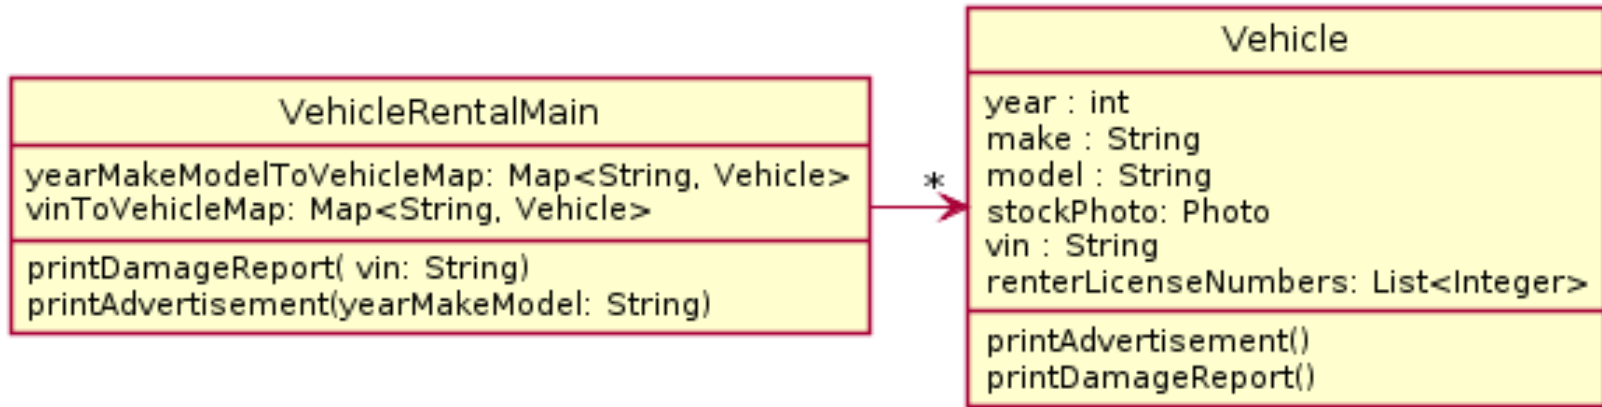 VehicleRentalMain
yearMakeModelToVehicleMap: Map<String, Vehicle>
vinToVehicleMap: Map<String, Vehicle>
printDamageReport( vin: String)
printAdvertisement(yearMakeModel: String)
*
Vehicle
year : int
make : String
model : String
stockPhoto: Photo
vin : String
renterLicenseNumbers: List<Integer>
printAdvertisement()
printDamageReport()